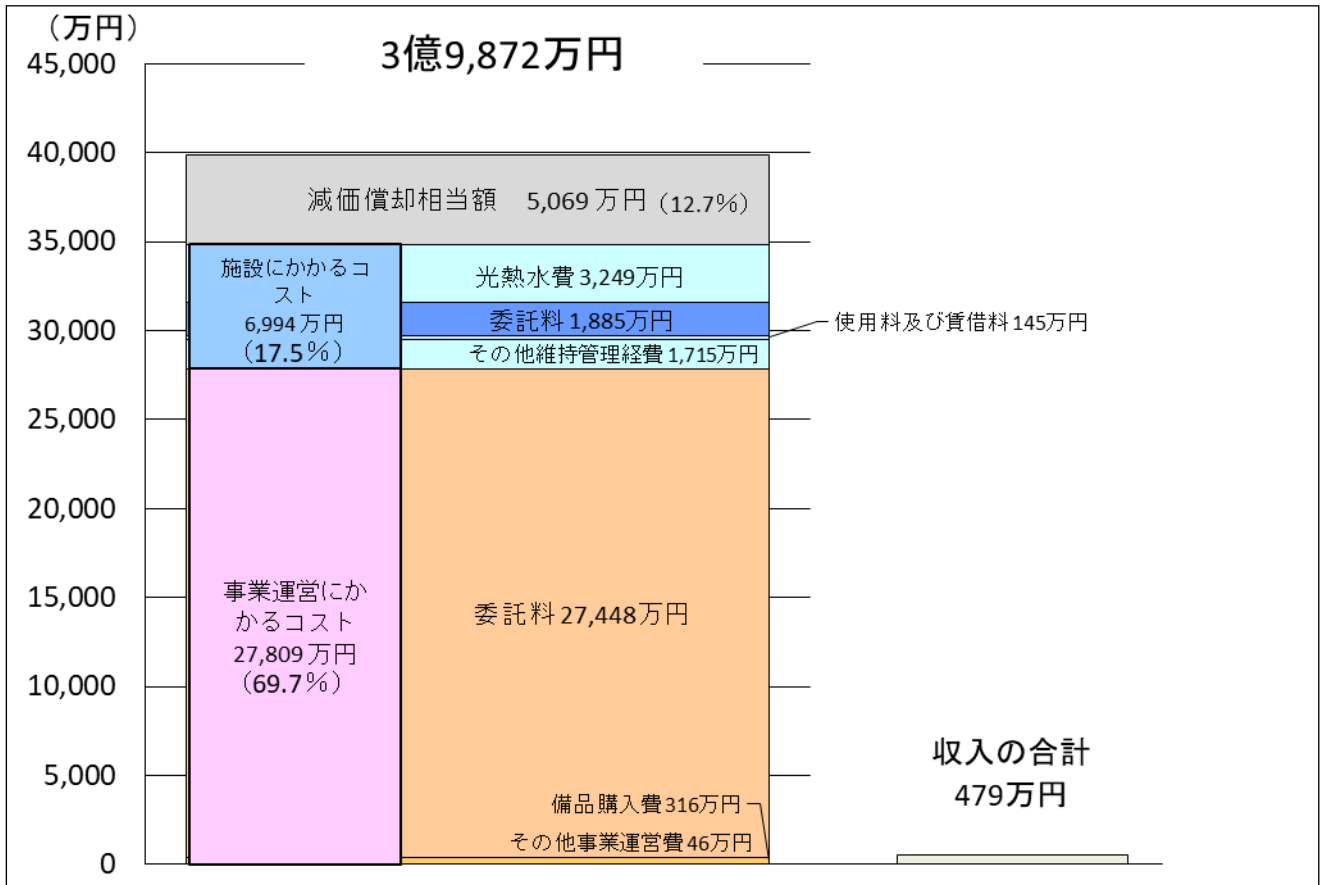 （万円）
3億9,872万円
45,000
40,000
35,000
30,000
25,000
20,000
15,000
10,000
5,000
0
減価償却相当額 5,069万円（12.7％）
施設にかかるコ
スト
6,994万円
（17.5％）
光熱水費3,249万円
委託料1,885万円
使用料及び賃借料145万円
その他維持管理経費1,715万円
事業運営にか
かるコスト
27,809万円
（69.7％）
委託料27,448万円
備品購入費316万円
その他事業運営費46万円
収入の合計
479万円